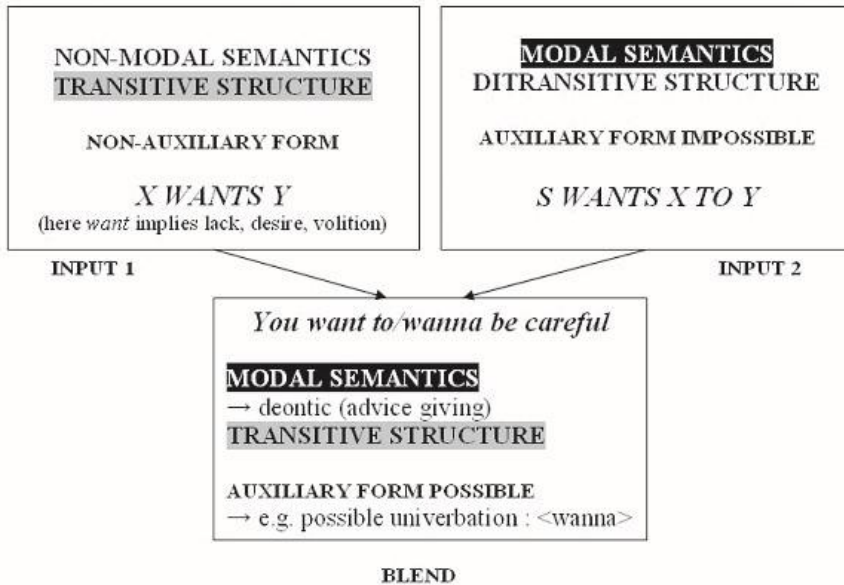 NON-MODAL SEMANTICS
TRANSITIVE STRUCTURE
NON-AUXILIARY FORM
X WANTS Y
(here want implies lack, desire, volition)
INPUT 1
MODAL SEMANTICS
DITRANSITIVE STRUCTURE
AUXILIARY FORM IMPOSSIBLE
S WANTS X TO Y
INPUT 2
You want to/wanna be careful
MODAL SEMANTICS
→ deontic (advice giving)
TRANSITIVE STRUCTURE
AUXILIARY FORM POSSIBLE
→ e.g. possible univerbation : <wanna>
BLEND